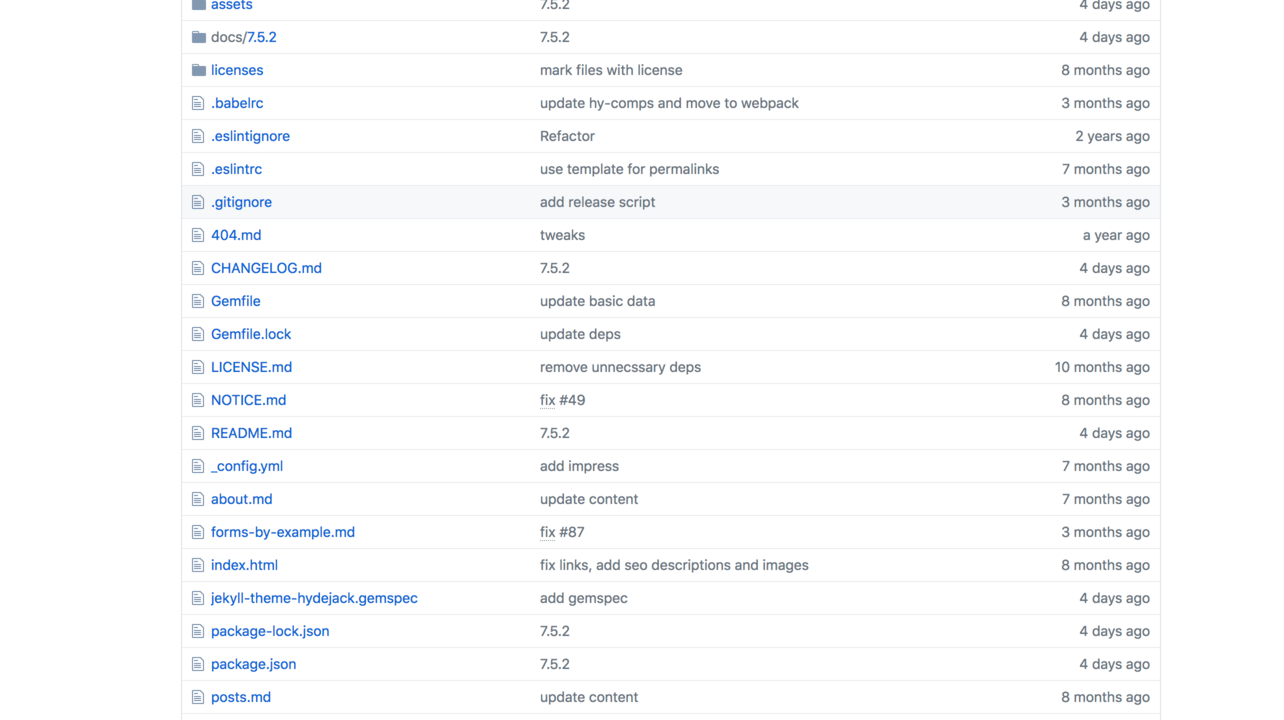 assets 7.5.2 4 days ago
docs/7.5.2 7.5.2 4 days ago
licenses mark files with license 8 months ago
.babelrc update hy-comps and move to webpack 3 months ago
.eslintignore Refactor 2 years ago
.eslintrc use template for permalinks 7 months ago
.gitignore add release script 3 months ago
404.md tweaks a year ago
CHANGELOG.md 7.5.2 4 days ago
Gemfile update basic data 8 months ago
Gemfile.lock update deps 4 days ago
LICENSE.md remove unnecssary deps 10 months ago
NOTICE.md fix #49 8 months ago
README.md 7.5.2 4 days ago
_config.yml add impress 7 months ago
about.md update content 7 months ago
forms-by-example.md fix #87 3 months ago
index.html fix links, add seo descriptions and images 8 months ago
jekyll-theme-hydejack.gemspec add gemspec 4 days ago
package-lock.json 7.5.2 4 days ago
package.json 7.5.2 4 days ago
posts.md update content 8 months ago